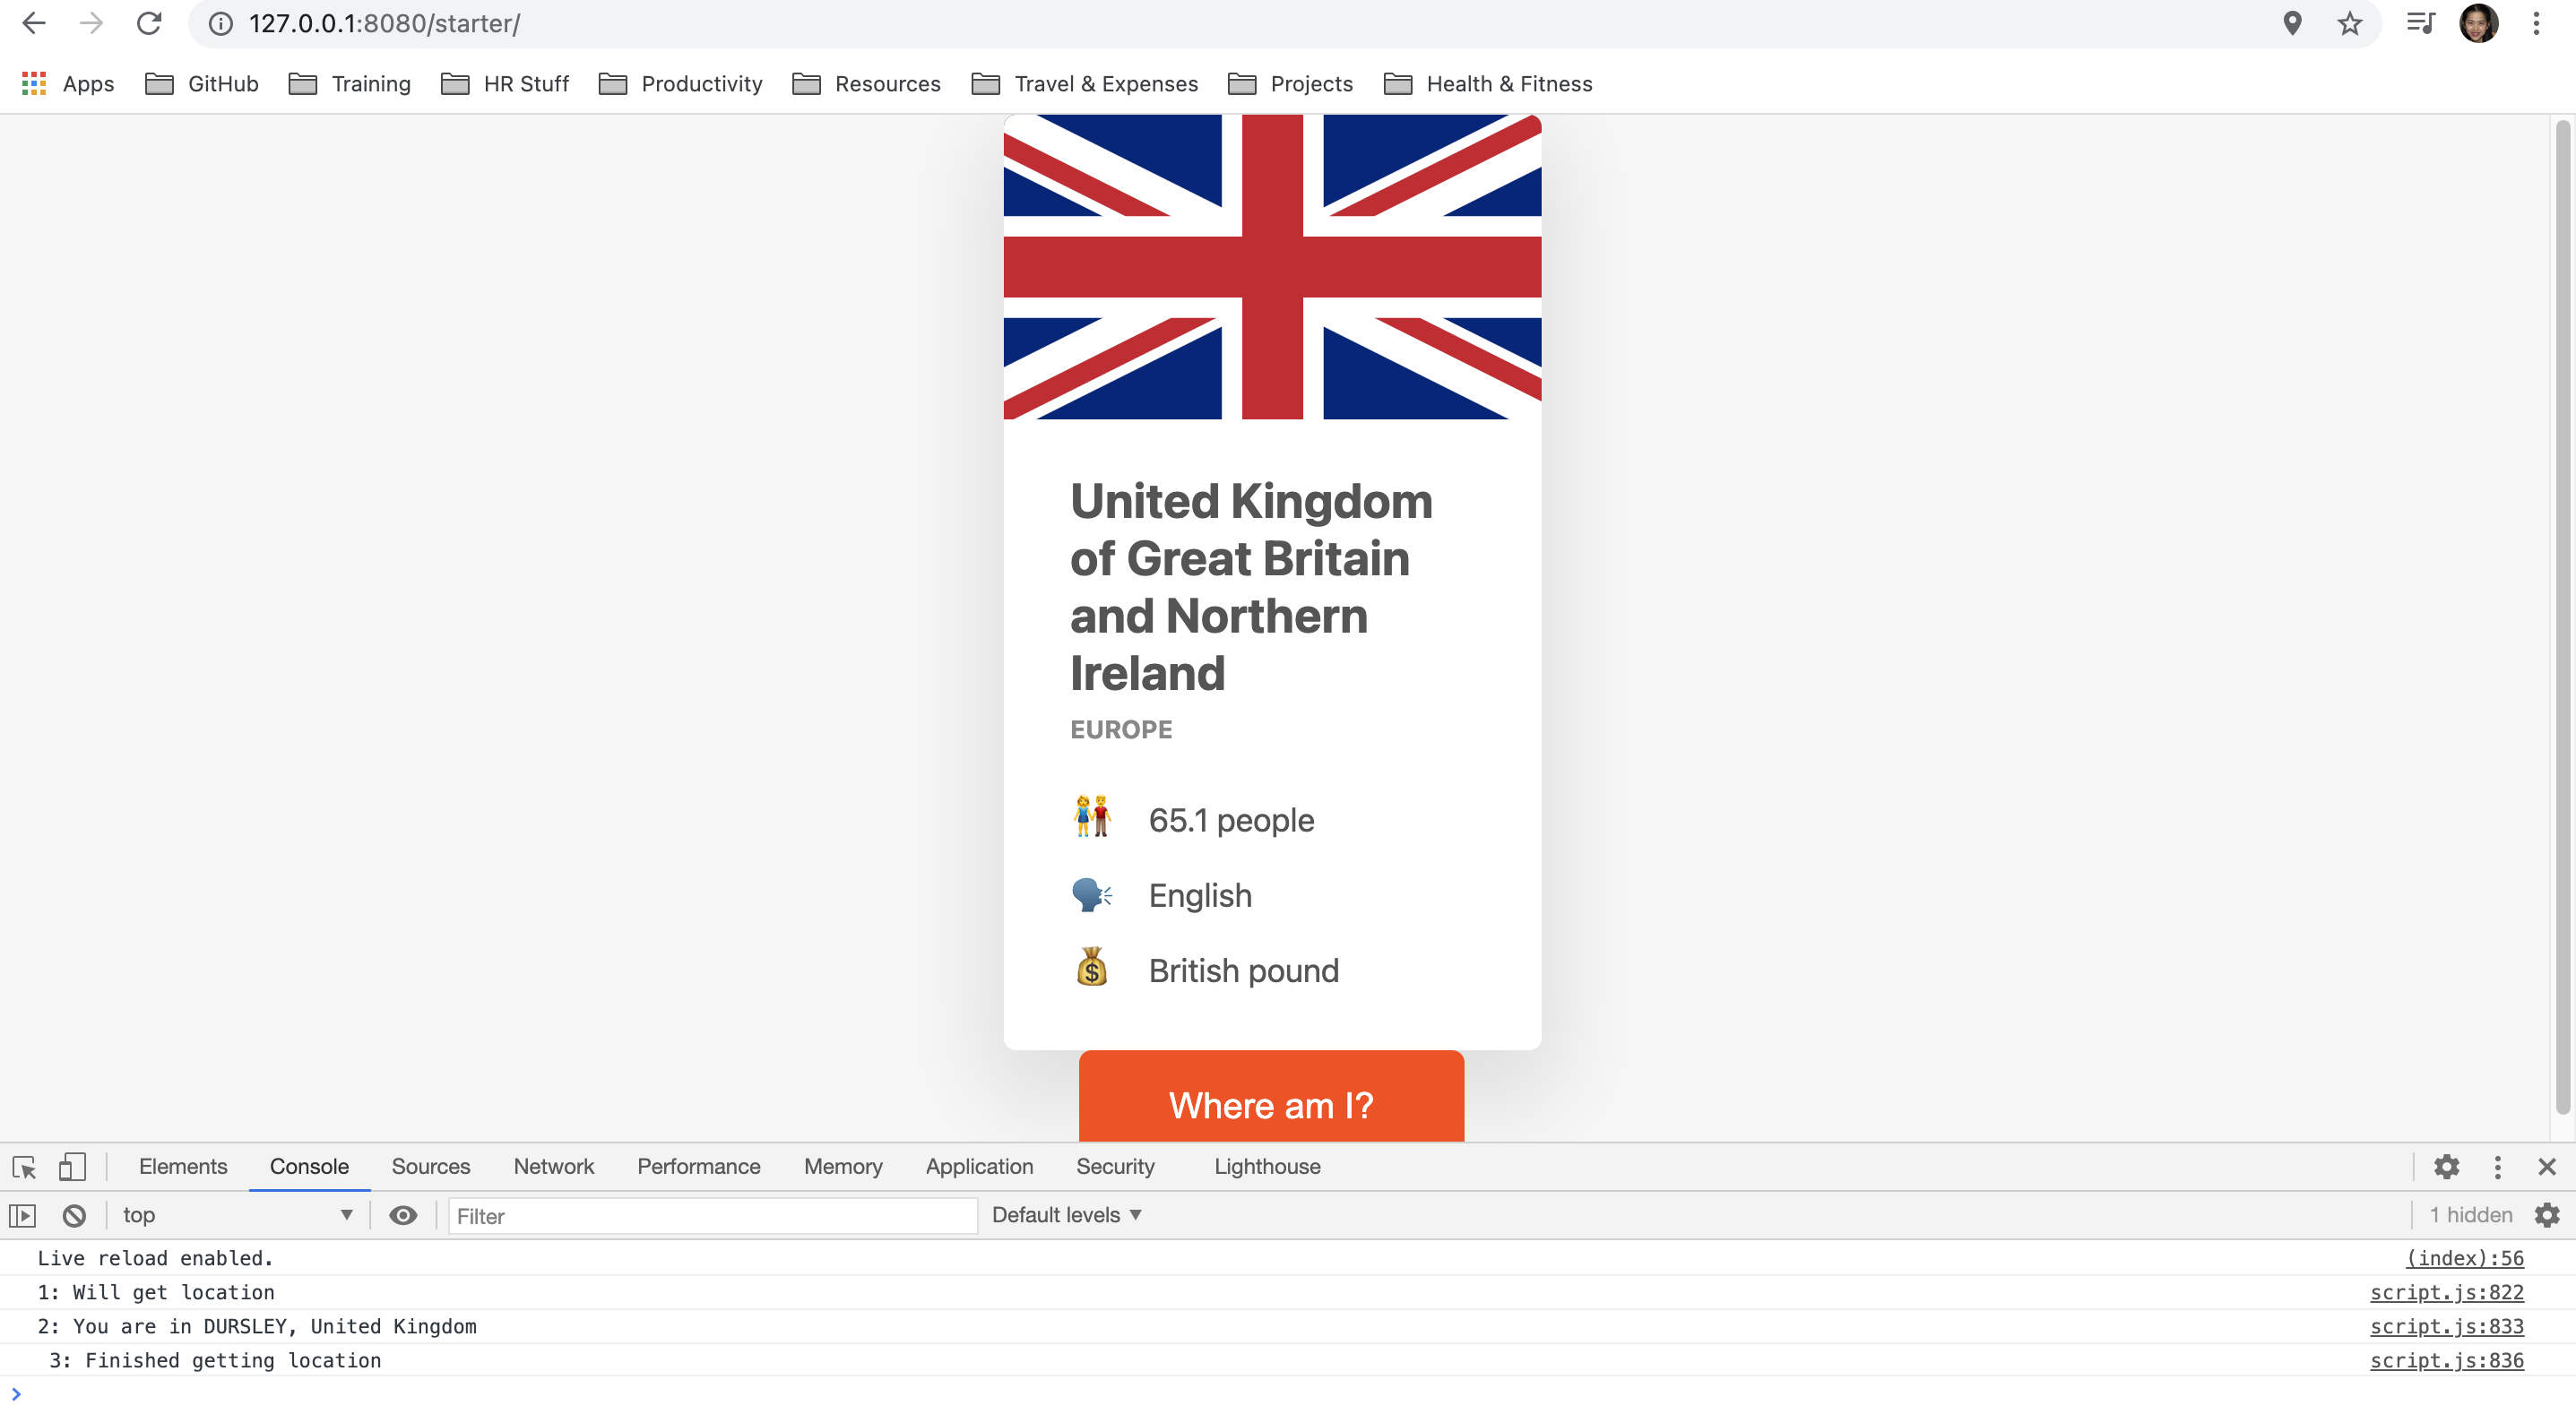 127.0.0.1:8080/starter/
Apps GitHub Training HR Stuff Productivity Resources Travel & Expenses Projects Health & Fitness
United Kingdom
of Great Britain
and Northern
Ireland
EUROPE
65.1 people
English
British pound
Where am I?
Elements Console Sources Network Performance Memory Application Security Lighthouse
top Filter Default levels 1 hidden
Live reload enabled. (index):56
1: Will get location script.js:822
2: You are in DURSLEY, United Kingdom script.js:833
3: Finished getting location script.js:836